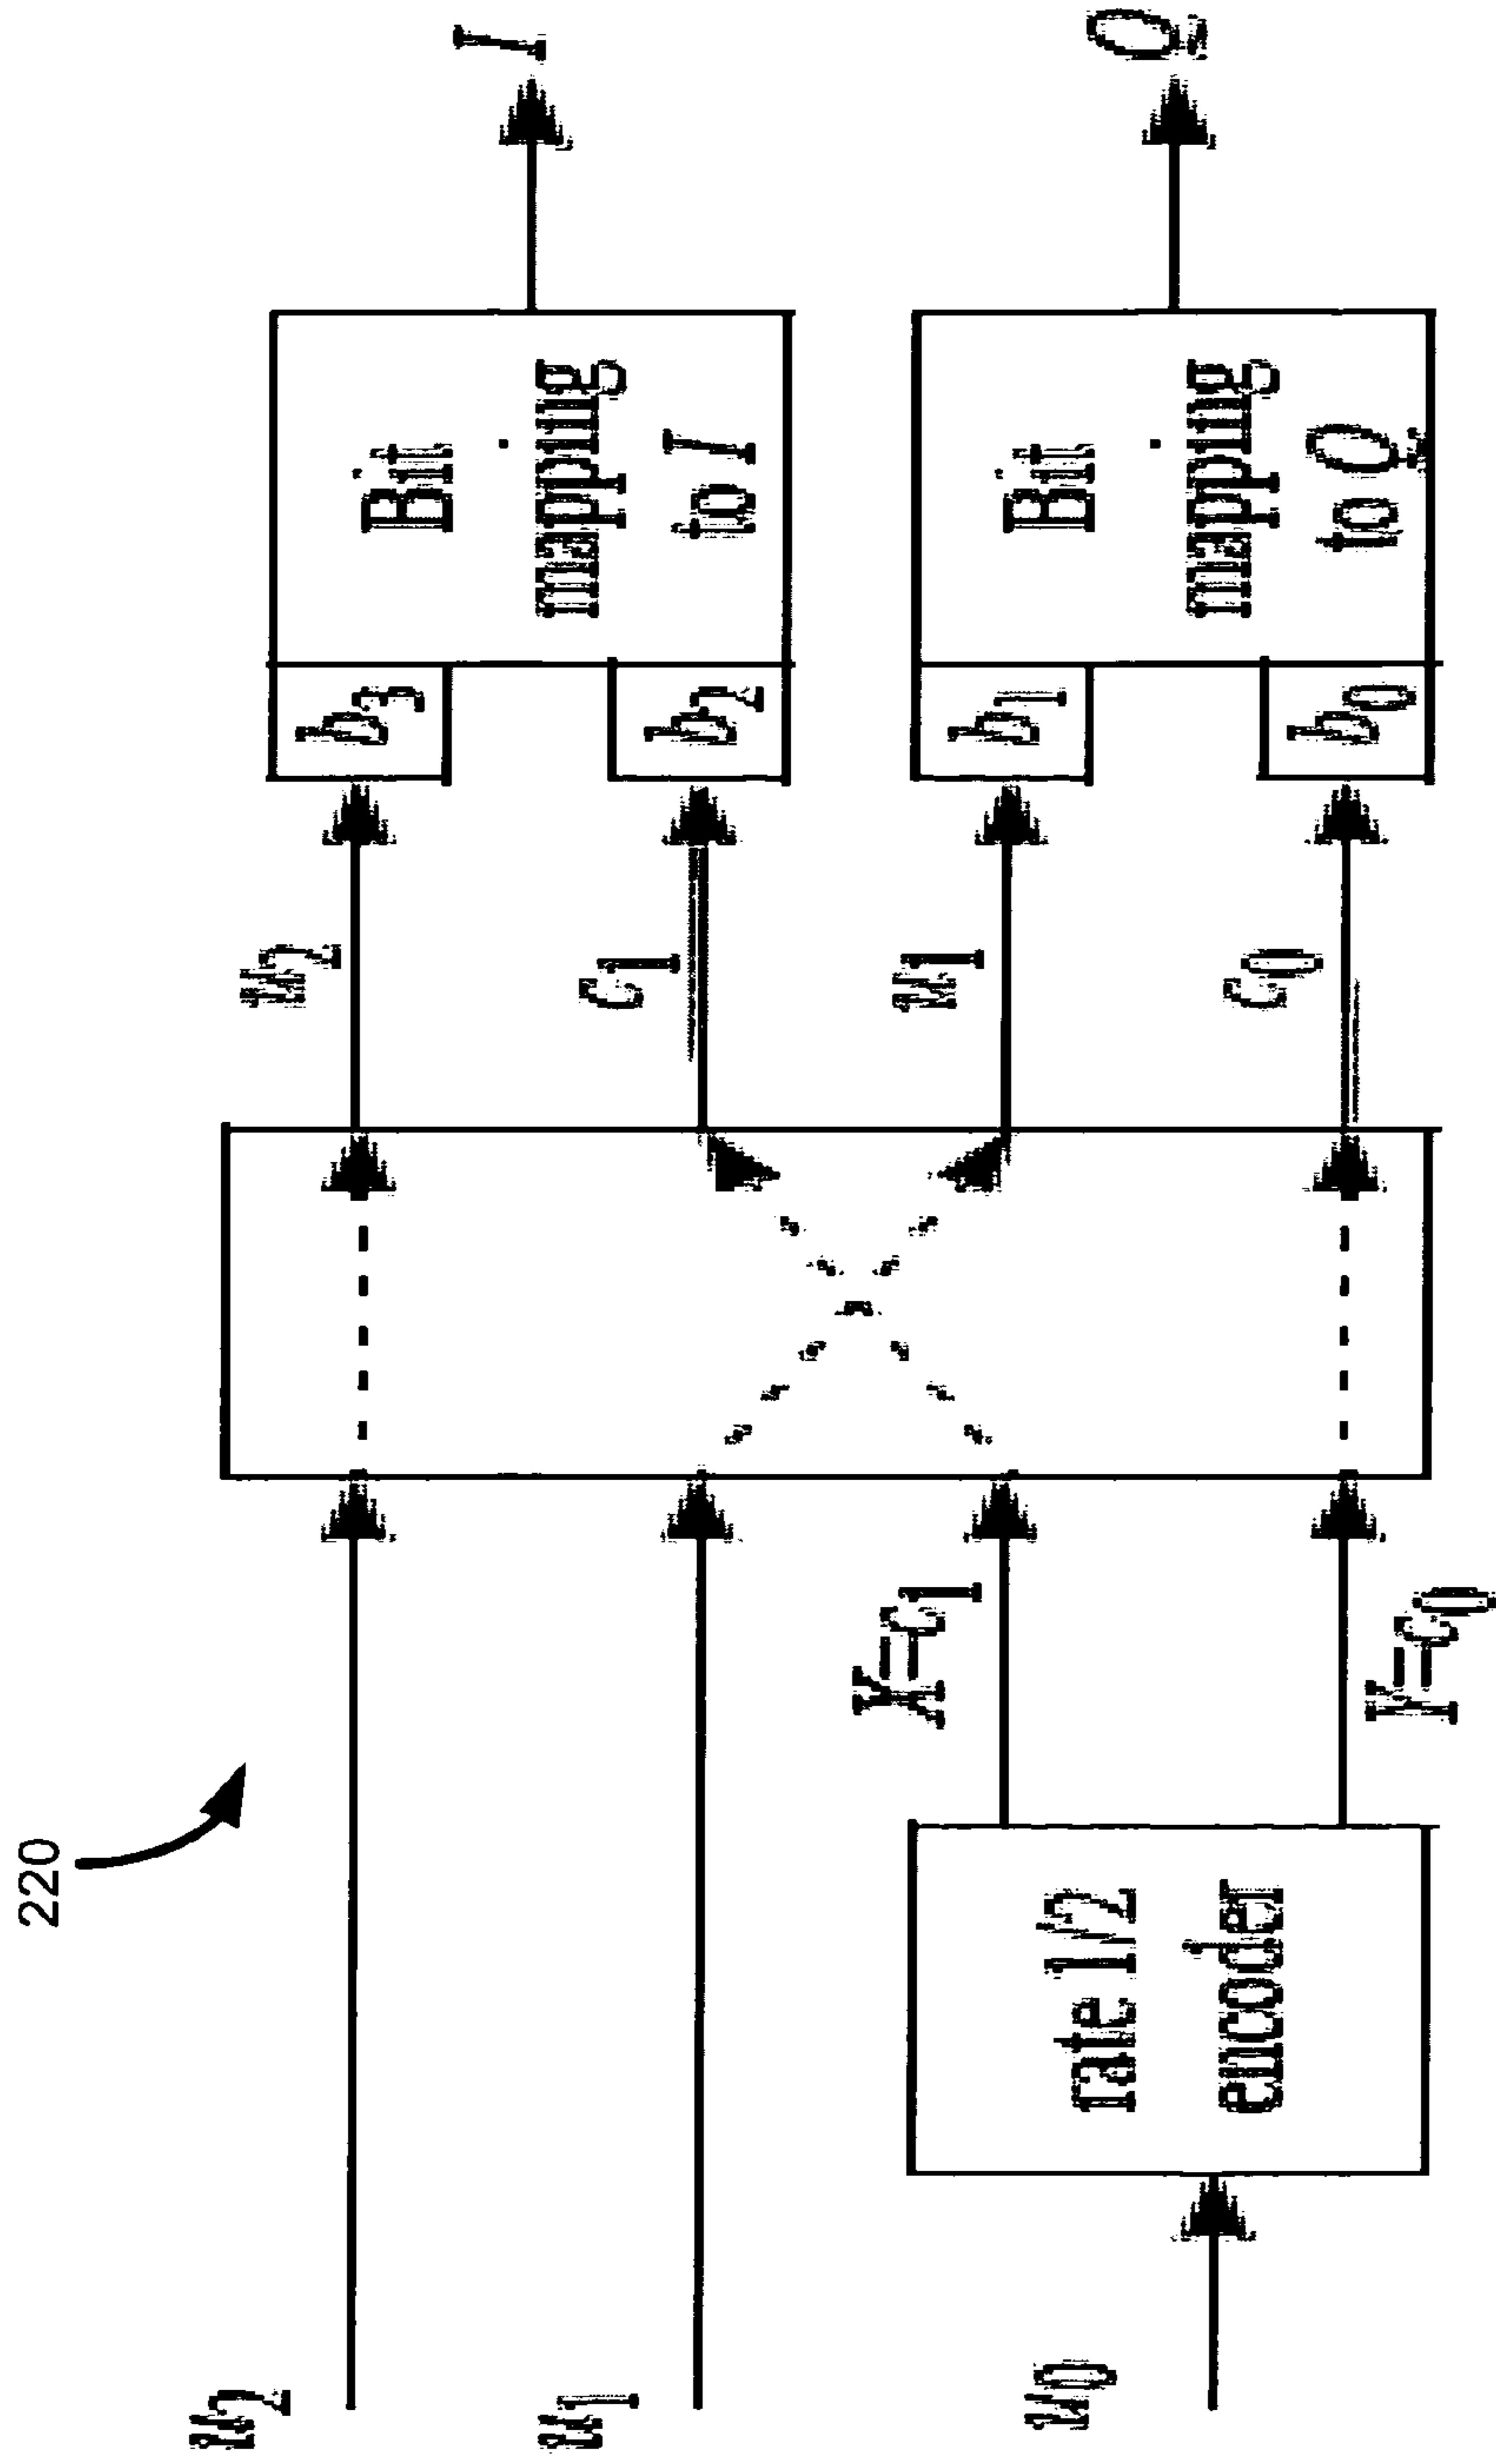 220
u2
u1
u0
rate 1/2
encoder
X=c1
Y=c0
u2
c1
u1
c0
b3
b2
b1
b0
Bit
mapping
to I
Bit
mapping
to Q
I
Q